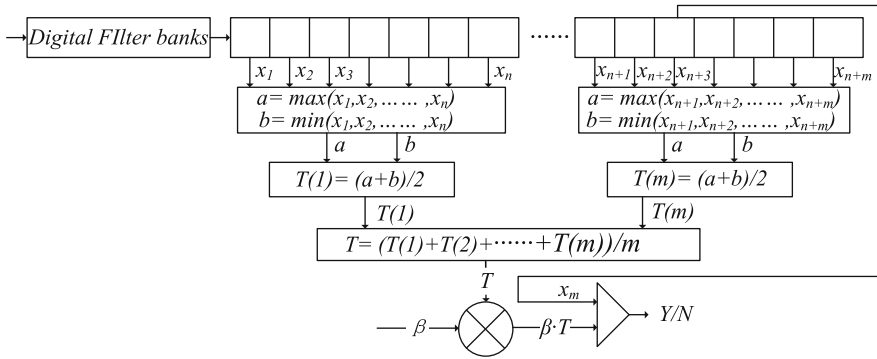 Digital FIlter banks
......
x1 x2 x3 xn
xn+1 xn+2 xn+3 xn+m
a= max(x1,x2,... ... ,xn)
b= min(x1,x2,... ... ,xn)
a= max(xn+1,xn+2,... ... ,xn+m)
b= min(xn+1,xn+2,... ... ,xn+m)
a b
a b
T(1)= (a+b)/2
T(m)= (a+b)/2
T(1)
T(m)
T= (T(1)+T(2)+······+T(m))/m
T
xm
β
β·T
Y/N